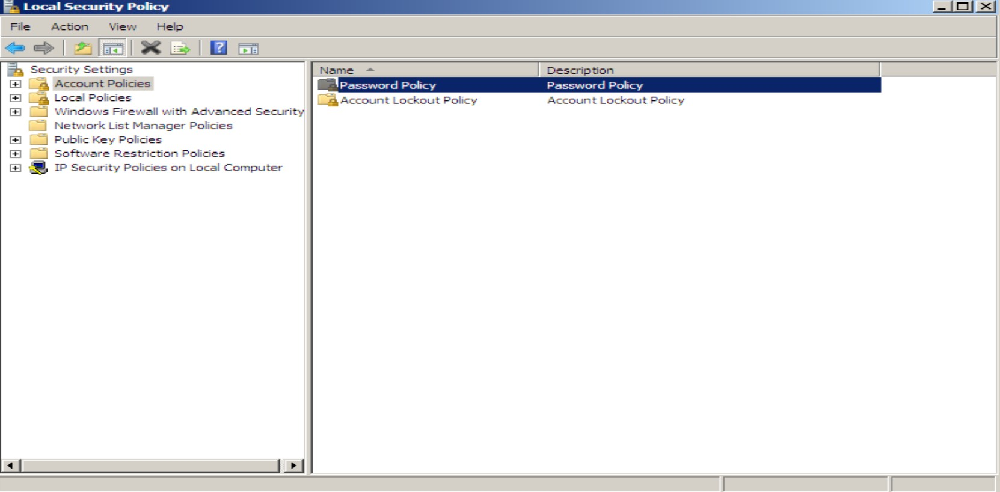 Local Security Policy
File Action View Help
Security Settings
Account Policies
Local Policies
Windows Firewall with Advanced Security
Network List Manager Policies
Public Key Policies
Software Restriction Policies
IP Security Policies on Local Computer
Name Description
Password Policy Password Policy
Account Lockout Policy Account Lockout Policy